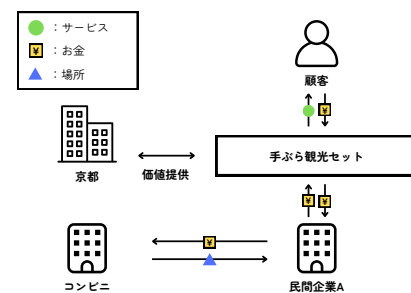 ：サービス
¥ ：お金
：場所
顧客
¥
手ぶら観光セット
京都
価値提供
¥ ¥
¥
コンビニ
民間企業A